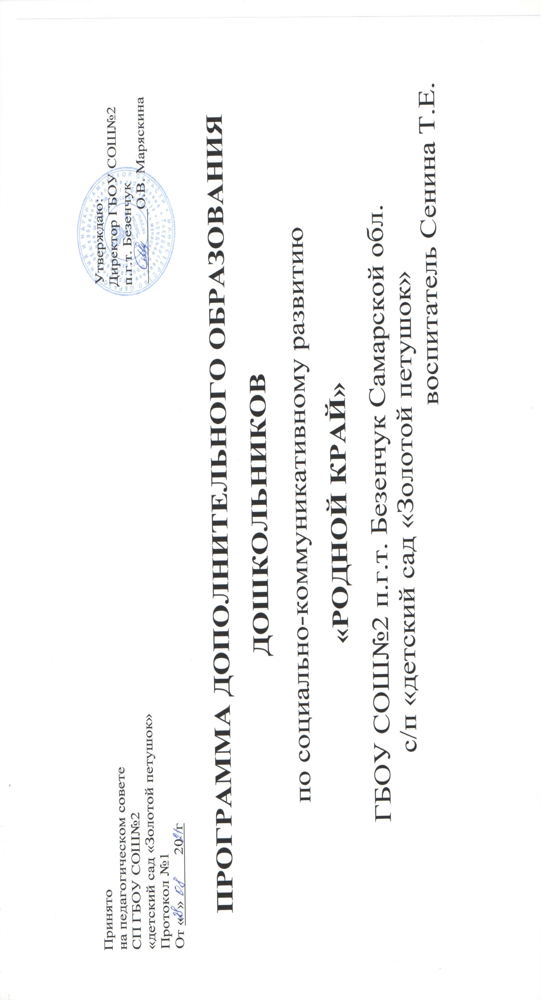 Принято
на педагогическом совете
СП ГБОУ СОШ№2
«детский сад «Золотой петушок»
Протокол №1
От «28» 08 2021г
Утверждаю:
Директор ГБОУ СОШ№2
п.г.т. Безенчук
О.В. Маряскина
ПРОГРАММА ДОПОЛНИТЕЛЬНОГО ОБРАЗОВАНИЯ
ДОШКОЛЬНИКОВ
по социально-коммуникативному развитию
«РОДНОЙ КРАЙ»
ГБОУ СОШ№2 п.г.т. Безенчук Самарской обл.
с/п «детский сад «Золотой петушок»
воспитатель Сенина Т.Е.